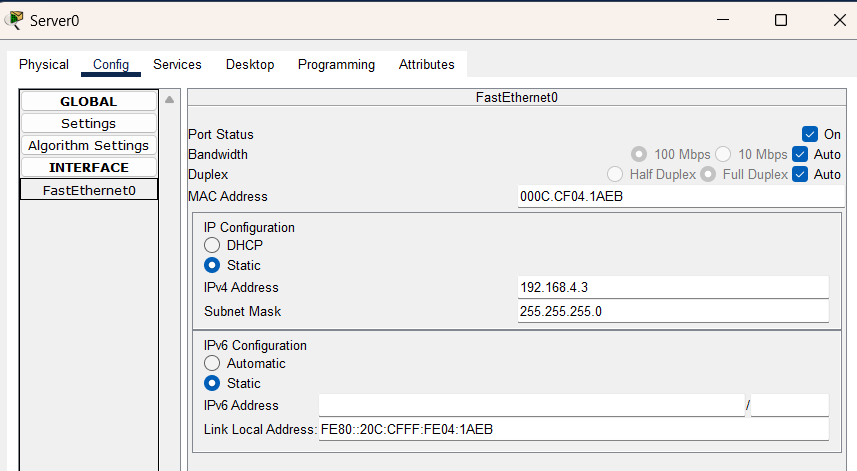 Server0
Physical Config Services Desktop Programming Attributes
GLOBAL
Settings
Algorithm Settings
INTERFACE
FastEthernet0
FastEthernet0
Port Status On
Bandwidth 100 Mbps 10 Mbps Auto
Duplex Half Duplex Full Duplex Auto
MAC Address 000C.CF04.1AEB
IP Configuration
DHCP
Static
IPv4 Address 192.168.4.3
Subnet Mask 255.255.255.0
IPv6 Configuration
Automatic
Static
IPv6 Address /
Link Local Address: FE80::20C:CFFF:FE04:1AEB